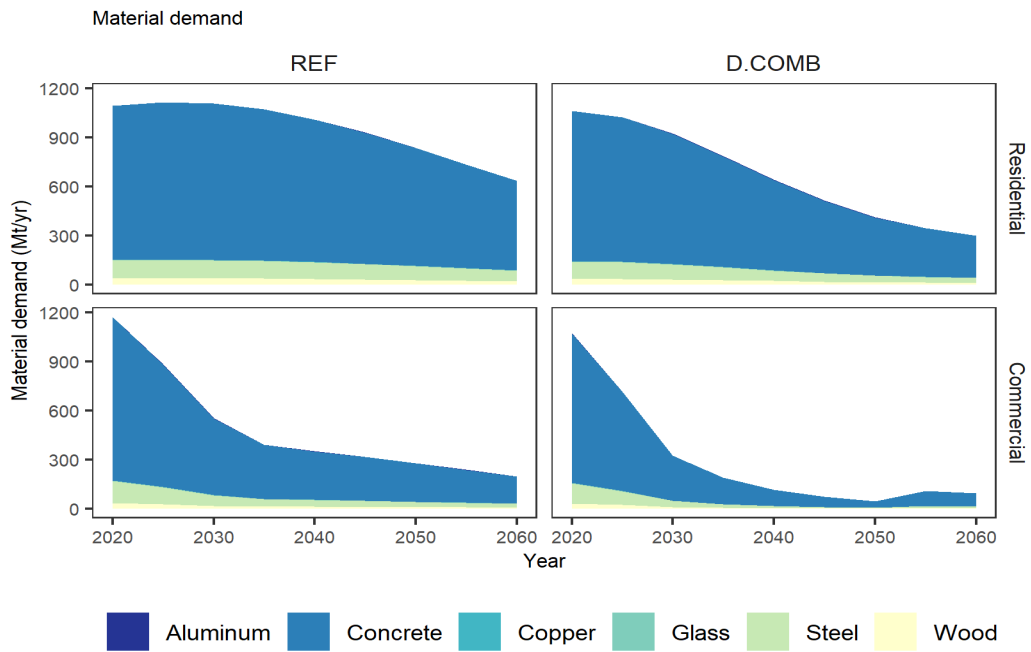 Material demand
REF
D.COMB
1200
900
600
300
0
Residential
1200
900
600
300
0
Commercial
Material demand (Mt/yr)
2020
2030
2040
2050
2060
2020
2030
2040
2050
2060
Year
Aluminum
Concrete
Copper
Glass
Steel
Wood